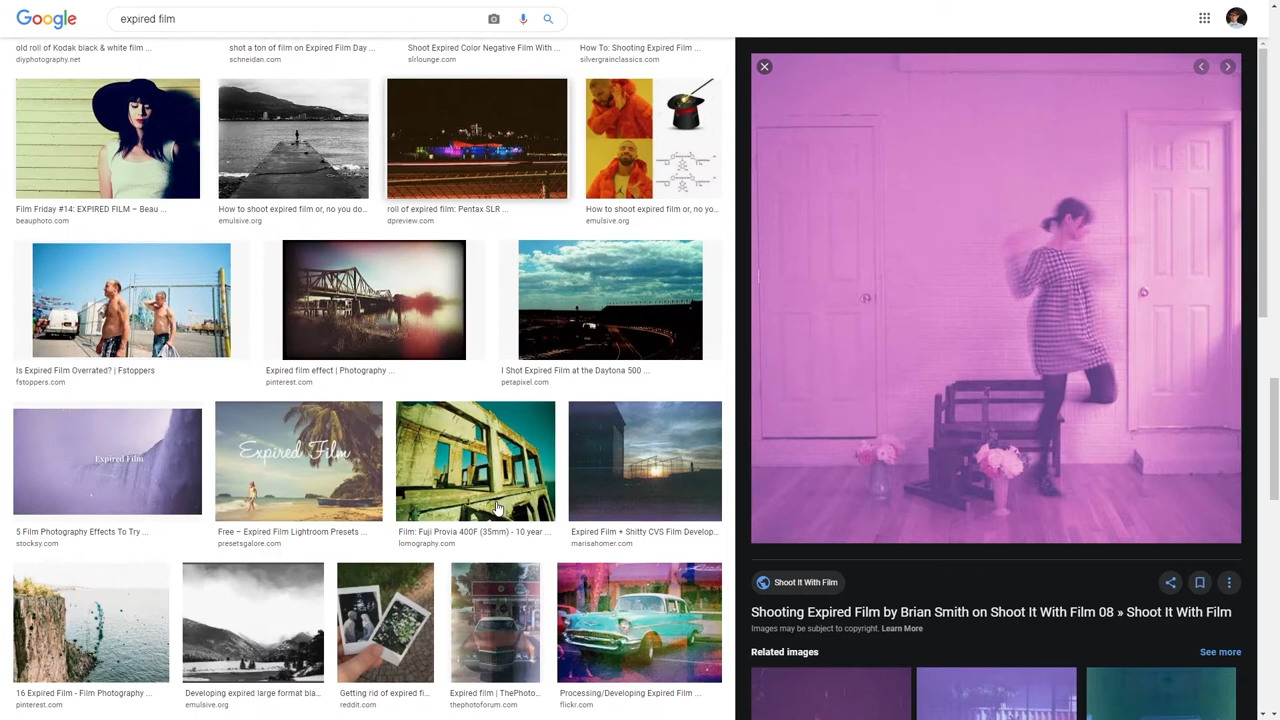 Google
expired film
old roll of Kodak black & white film ...
diyphotography.net
shot a ton of film on Expired Film Day ...
schneidan.com
Shoot Expired Color Negative Film With ...
slrlounge.com
How To: Shooting Expired Film ...
silvergrainclassics.com
Film Friday #14: EXPIRED FILM – Beau ...
beauphoto.com
How to shoot expired film or, no you do...
emulsive.org
roll of expired film: Pentax SLR ...
dpreview.com
How to shoot expired film or, no yo...
emulsive.org
Is Expired Film Overrated? | Fstoppers
fstoppers.com
Expired film effect | Photography ...
pinterest.com
I Shot Expired Film at the Daytona 500 ...
petapixel.com
Expired Film
5 Film Photography Effects To Try ...
stocksy.com
Expired Film
Free – Expired Film Lightroom Presets ...
presetsgalore.com
Film: Fuji Provia 400F (35mm) - 10 year ...
lomography.com
Expired Film + Shitty CVS Film Develop...
marisahomer.com
16 Expired Film - Film Photography ...
pinterest.com
Developing expired large format bla...
emulsive.org
Getting rid of expired fi...
reddit.com
Expired film | ThePhoto...
thephotoforum.com
Processing/Developing Expired Film ...
flickr.com
Shoot It With Film
Shooting Expired Film by Brian Smith on Shoot It With Film 08 » Shoot It With Film
Images may be subject to copyright. Learn More
Related images
See more